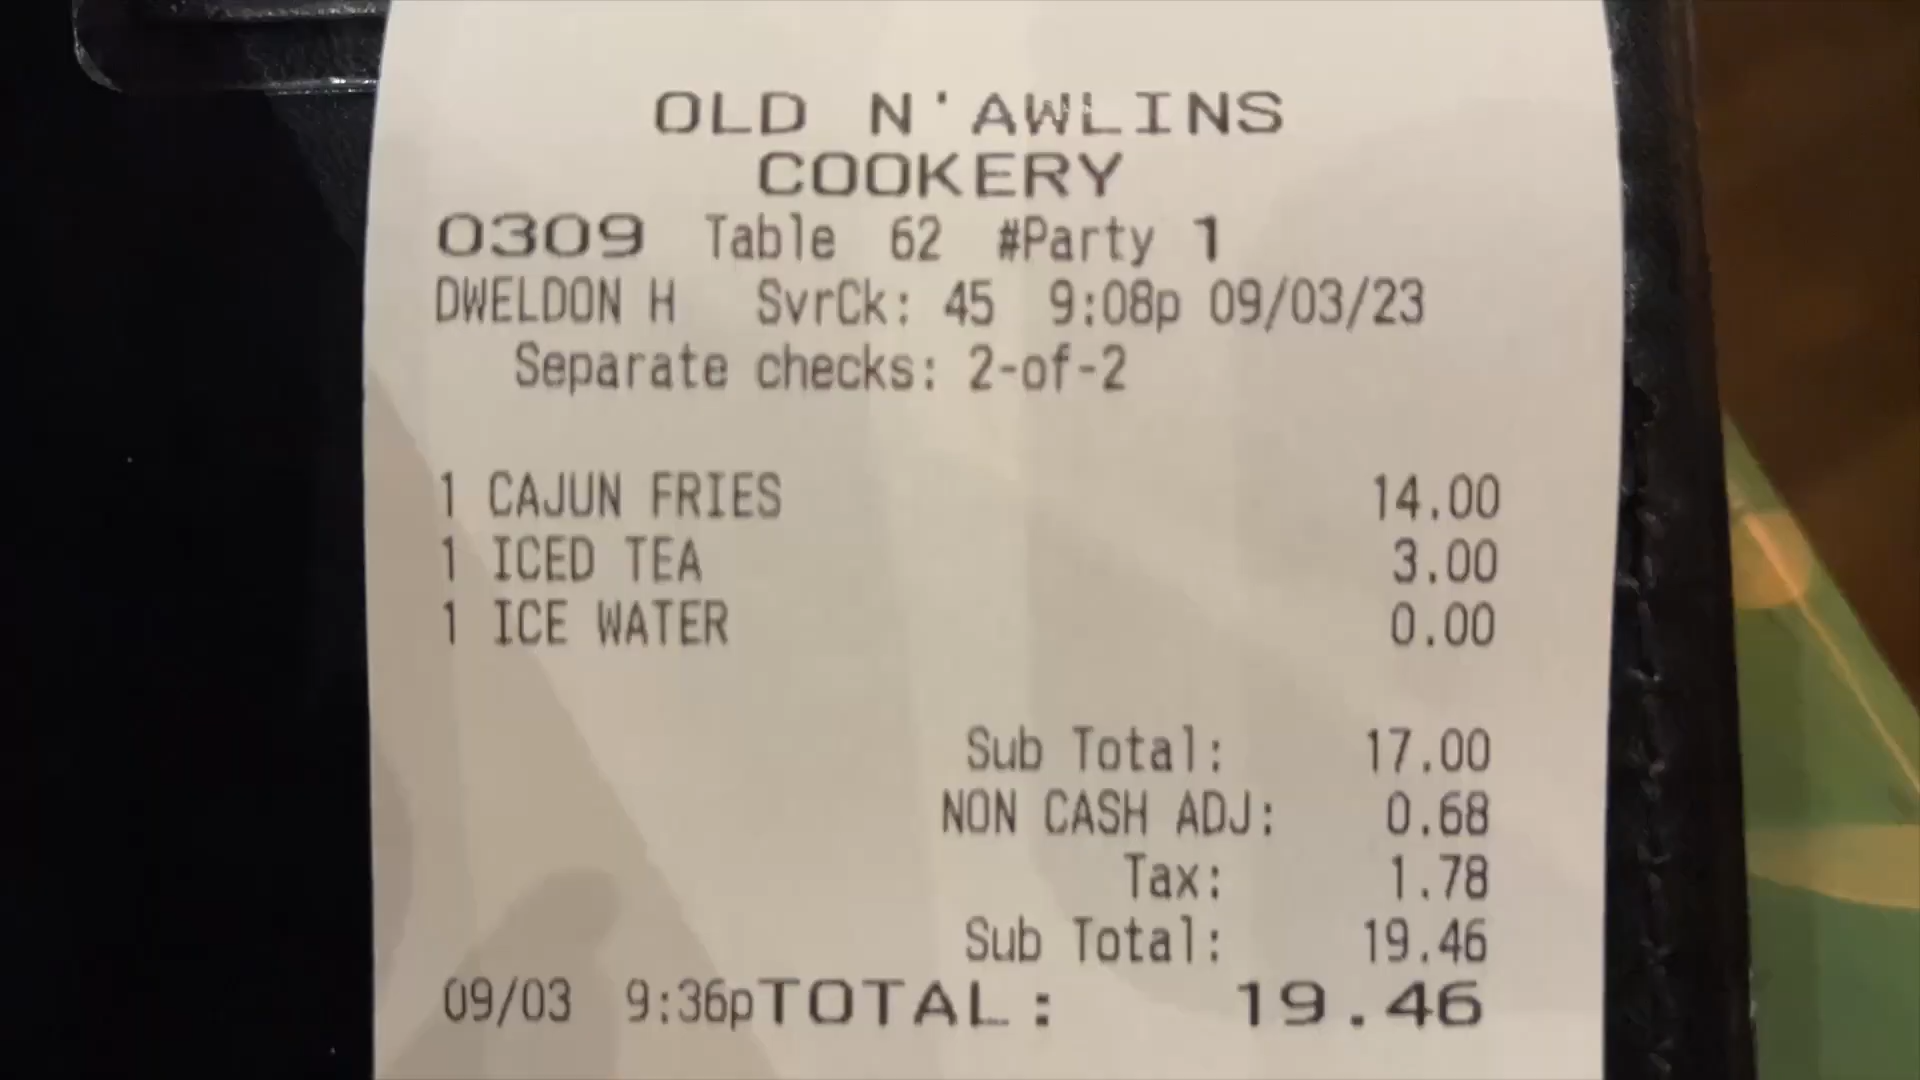 OLD N'AWLINS
COOKERY
0309 Table 62 #Party 1
DWELDON H SvrCk: 45 9:08p 09/03/23
Separate checks: 2-of-2
1 CAJUN FRIES 14.00
1 ICED TEA 3.00
1 ICE WATER 0.00
Sub Total: 17.00
NON CASH ADJ: 0.68
Tax: 1.78
Sub Total: 19.46
09/03 9:36pTOTAL: 19.46